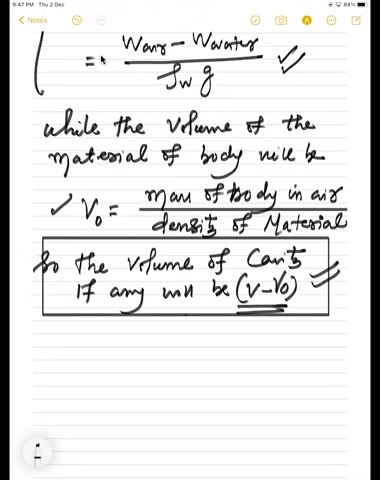 9:47 PM Thu 2 Dec
84%
Notes
= Wair - Wwater
ρw g
while the volume of the
material of body will be
V0 = mass of body in air
density of Material
So the volume of Cavity
If any will be (V-V0)